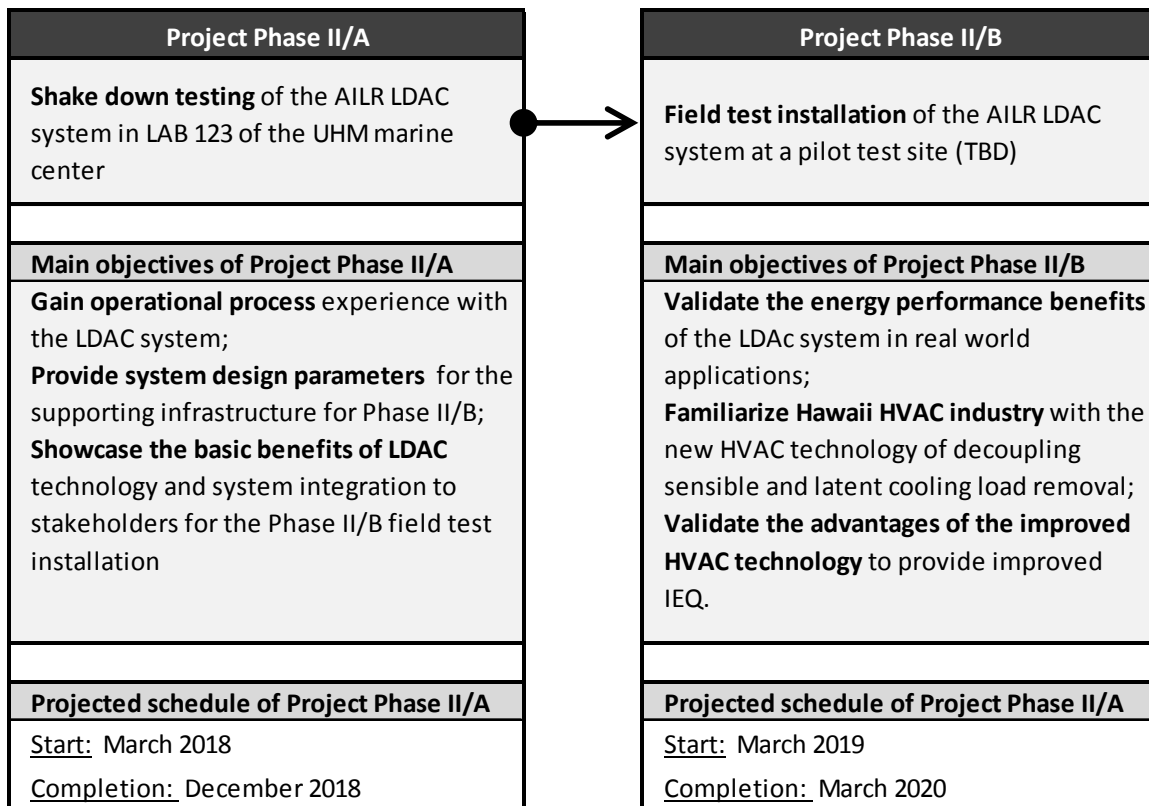 Project Phase II/A
Shake down testing of the AILR LDAC
system in LAB 123 of the UHM marine
center
Main objectives of Project Phase II/A
Gain operational process experience with
the LDAC system;
Provide system design parameters for the
supporting infrastructure for Phase II/B;
Showcase the basic benefits of LDAC
technology and system integration to
stakeholders for the Phase II/B field test
installation
Projected schedule of Project Phase II/A
Start: March 2018
Completion: December 2018
Project Phase II/B
Field test installation of the AILR LDAC
system at a pilot test site (TBD)
Main objectives of Project Phase II/B
Validate the energy performance benefits
of the LDAc system in real world
applications;
Familiarize Hawaii HVAC industry with the
new HVAC technology of decoupling
sensible and latent cooling load removal;
Validate the advantages of the improved
HVAC technology to provide improved
IEQ.
Projected schedule of Project Phase II/A
Start: March 2019
Completion: March 2020